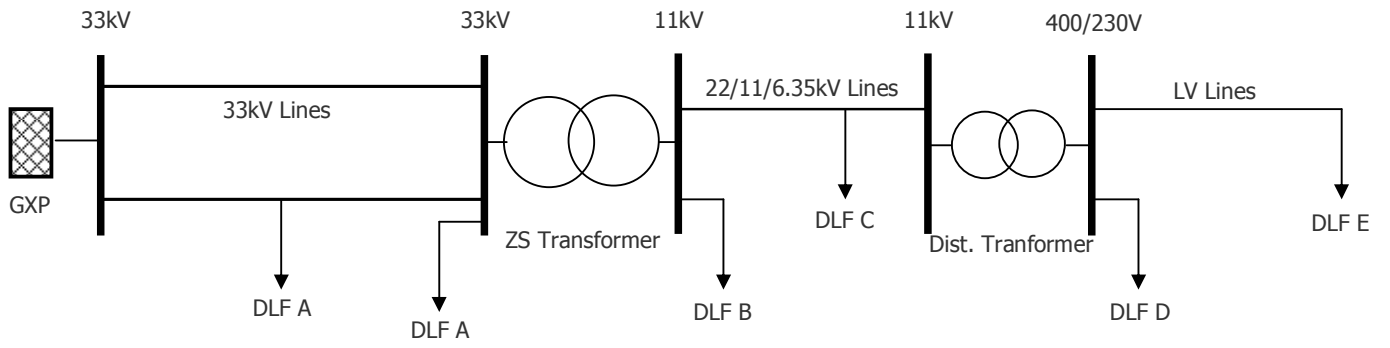 33kV
33kV
11kV
11kV
400/230V
33kV Lines
22/11/6.35kV Lines
LV Lines
GXP
ZS Transformer
DLF C
Dist. Tranformer
DLF E
DLF A
DLF A
DLF B
DLF D